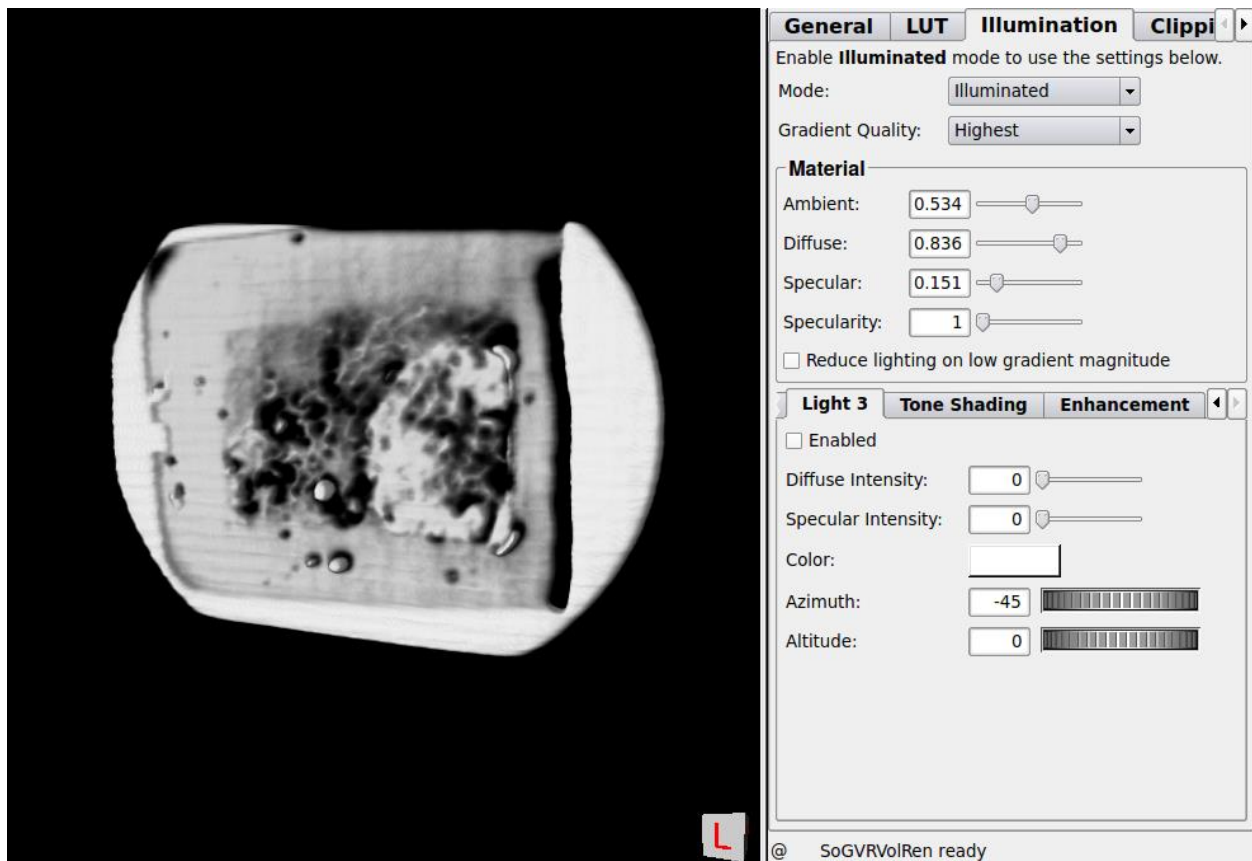 General LUT Illumination Clippi
Enable Illuminated mode to use the settings below.
Mode: Illuminated
Gradient Quality: Highest
Material
Ambient: 0.534
Diffuse: 0.836
Specular: 0.151
Specularity: 1
Reduce lighting on low gradient magnitude
Light 3 Tone Shading Enhancement
Enabled
Diffuse Intensity: 0
Specular Intensity: 0
Color:
Azimuth: -45
Altitude: 0
L
@ SoGVRVolRen ready